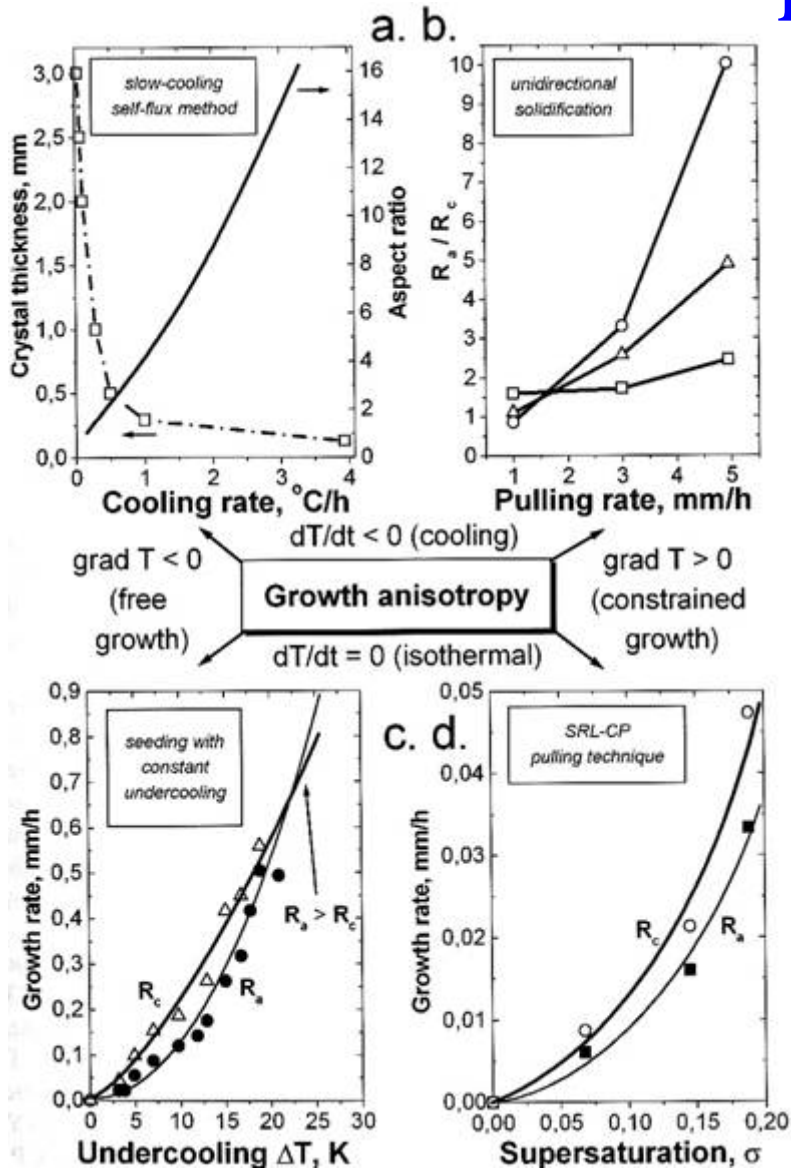 a. b.
slow-cooling
self-flux method
3,0
2,5
2,0
1,5
1,0
0,5
0,0
Crystal thickness, mm
16
14
12
10
8
6
4
2
0
Aspect ratio
0 1 2 3 4
Cooling rate, °C/h
unidirectional
solidification
10
9
8
7
6
5
4
3
2
1
0
Ra / Rc
1 2 3 4 5
Pulling rate, mm/h
dT/dt < 0 (cooling)
grad T < 0
(free
growth)
Growth anisotropy
grad T > 0
(constrained
growth)
dT/dt = 0 (isothermal)
c. d.
seeding with
constant
undercooling
0,9
0,8
0,7
0,6
0,5
0,4
0,3
0,2
0,1
0,0
Growth rate, mm/h
Ra > Rc
Rc
Ra
0 5 10 15 20 25 30
Undercooling ΔT, K
SRL-CP
pulling technique
0,05
0,04
0,03
0,02
0,01
0,00
Growth rate, mm/h
Rc
Ra
0,00 0,05 0,10 0,15 0,20
Supersaturation, σ